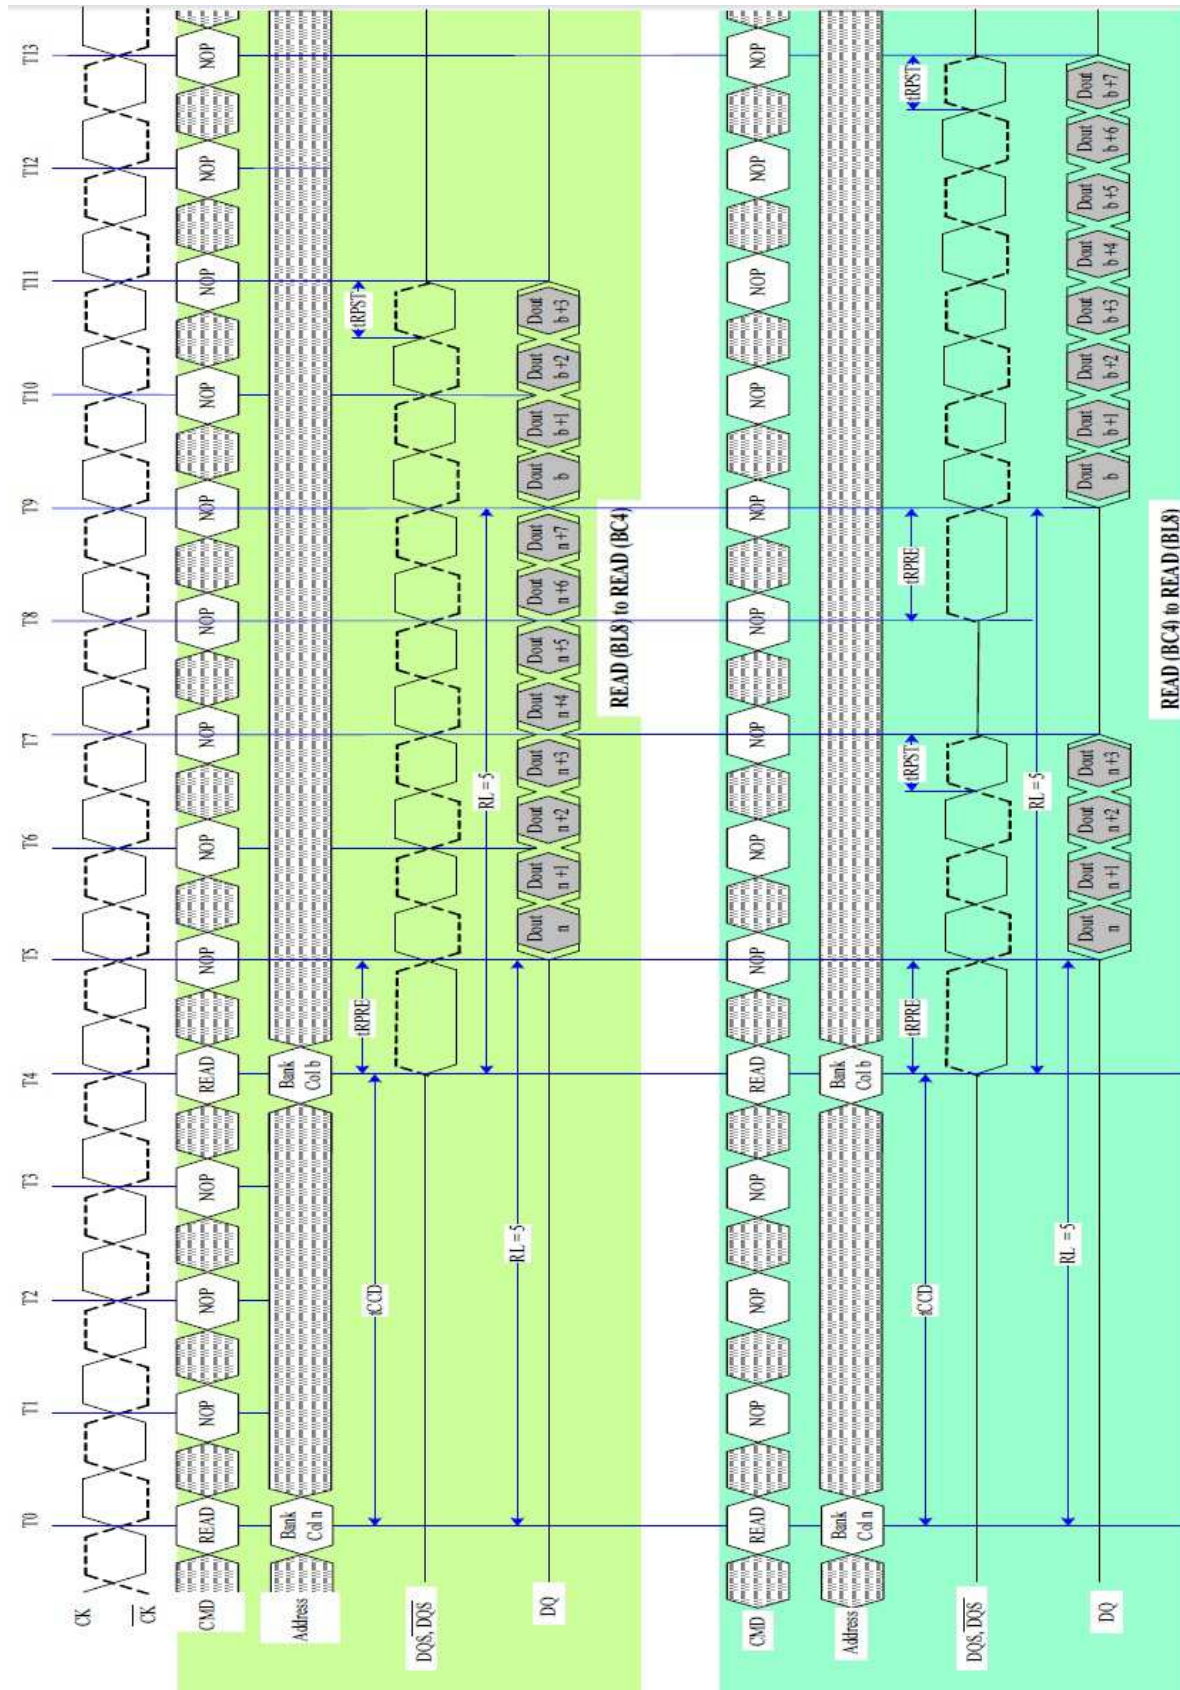 T0 T1 T2 T3 T4 T5 T6 T7 T8 T9 T10 T11 T12 T13
CK
C̅K̅
CMD READ NOP NOP NOP READ NOP NOP NOP NOP NOP NOP NOP NOP NOP
Bank Bank
Address Col n Col b
tRPRE tRPST
tCCD
DQS, D̅Q̅S̅
RL = 5
RL = 5
Dout Dout Dout Dout Dout Dout Dout Dout Dout Dout Dout Dout
DQ n n+1 n+2 n+3 n+4 n+5 n+6 n+7 b b+1 b+2 b+3
READ (BL8) to READ (BC4)
CMD READ NOP NOP NOP READ NOP NOP NOP NOP NOP NOP NOP NOP NOP
Bank Bank
Address Col n Col b
tRPRE tRPST tRPRE tRPST
tCCD
DQS, D̅Q̅S̅
RL = 5
RL = 5
Dout Dout Dout Dout Dout Dout Dout Dout Dout Dout Dout Dout
DQ n n+1 n+2 n+3 b b+1 b+2 b+3 b+4 b+5 b+6 b+7
READ (BC4) to READ (BL8)